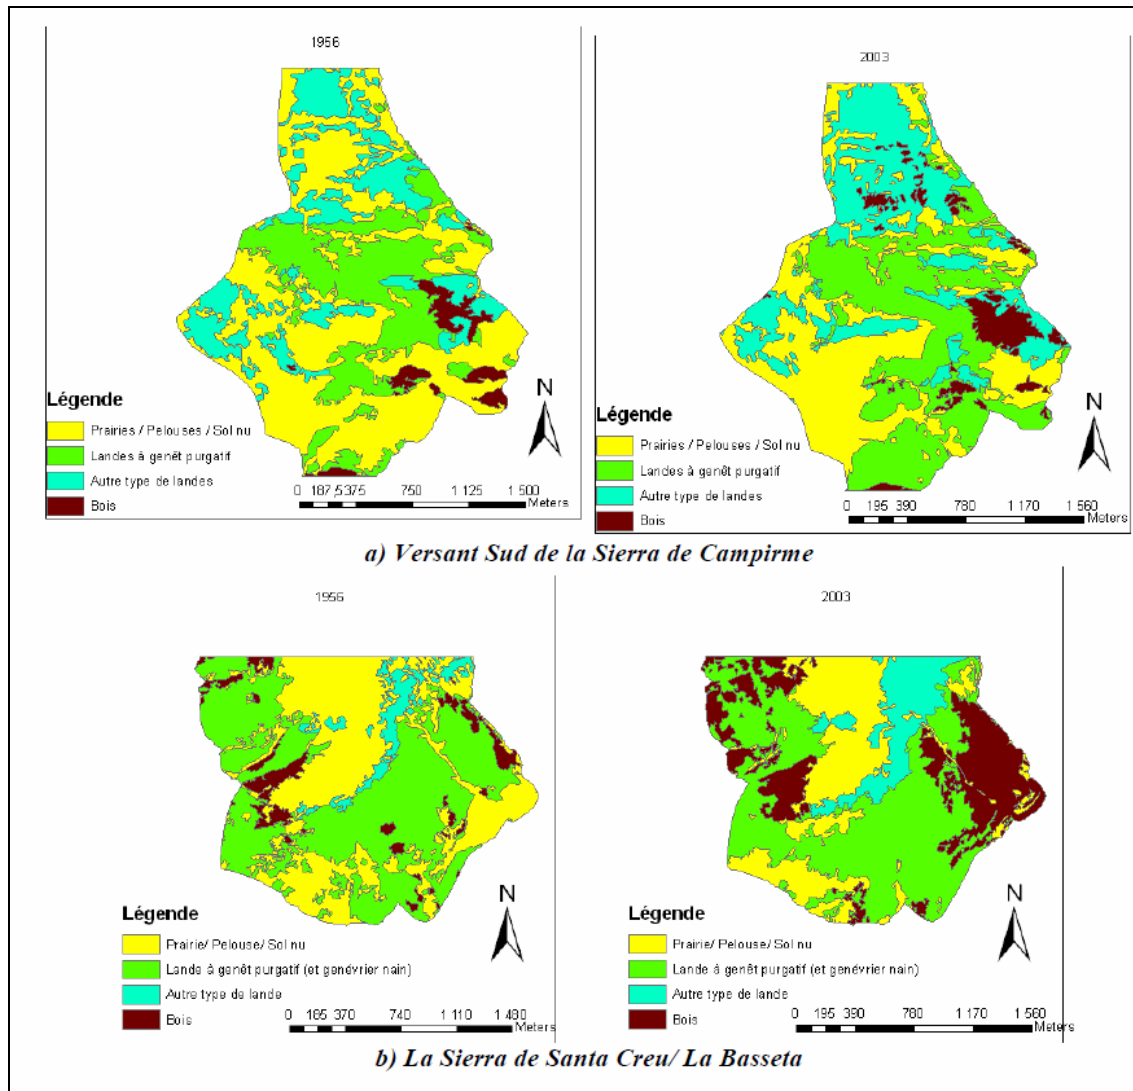 1956
N
Légende
Prairies / Pelouses / Sol nu
Landes à genêt purgatif
Autre type de landes
Bois
0 187,5 375 750 1 125 1 500
Meters
2003
N
Légende
Prairies / Pelouses / Sol nu
Landes à genêt purgatif
Autre type de landes
Bois
0 195 390 780 1 170 1 560
Meters
a) Versant Sud de la Sierra de Campirme
1956
N
Légende
Prairie/ Pelouse/ Sol nu
Lande à genêt purgatif (et genévrier nain)
Autre type de lande
Bois
0 185 370 740 1 110 1 480
Meters
2003
N
Légende
Prairie/ Pelouse/ Sol nu
Lande à genêt purgatif (et genévrier nain)
Autre type de lande
Bois
0 195 390 780 1 170 1 560
Meters
b) La Sierra de Santa Creu/ La Basseta